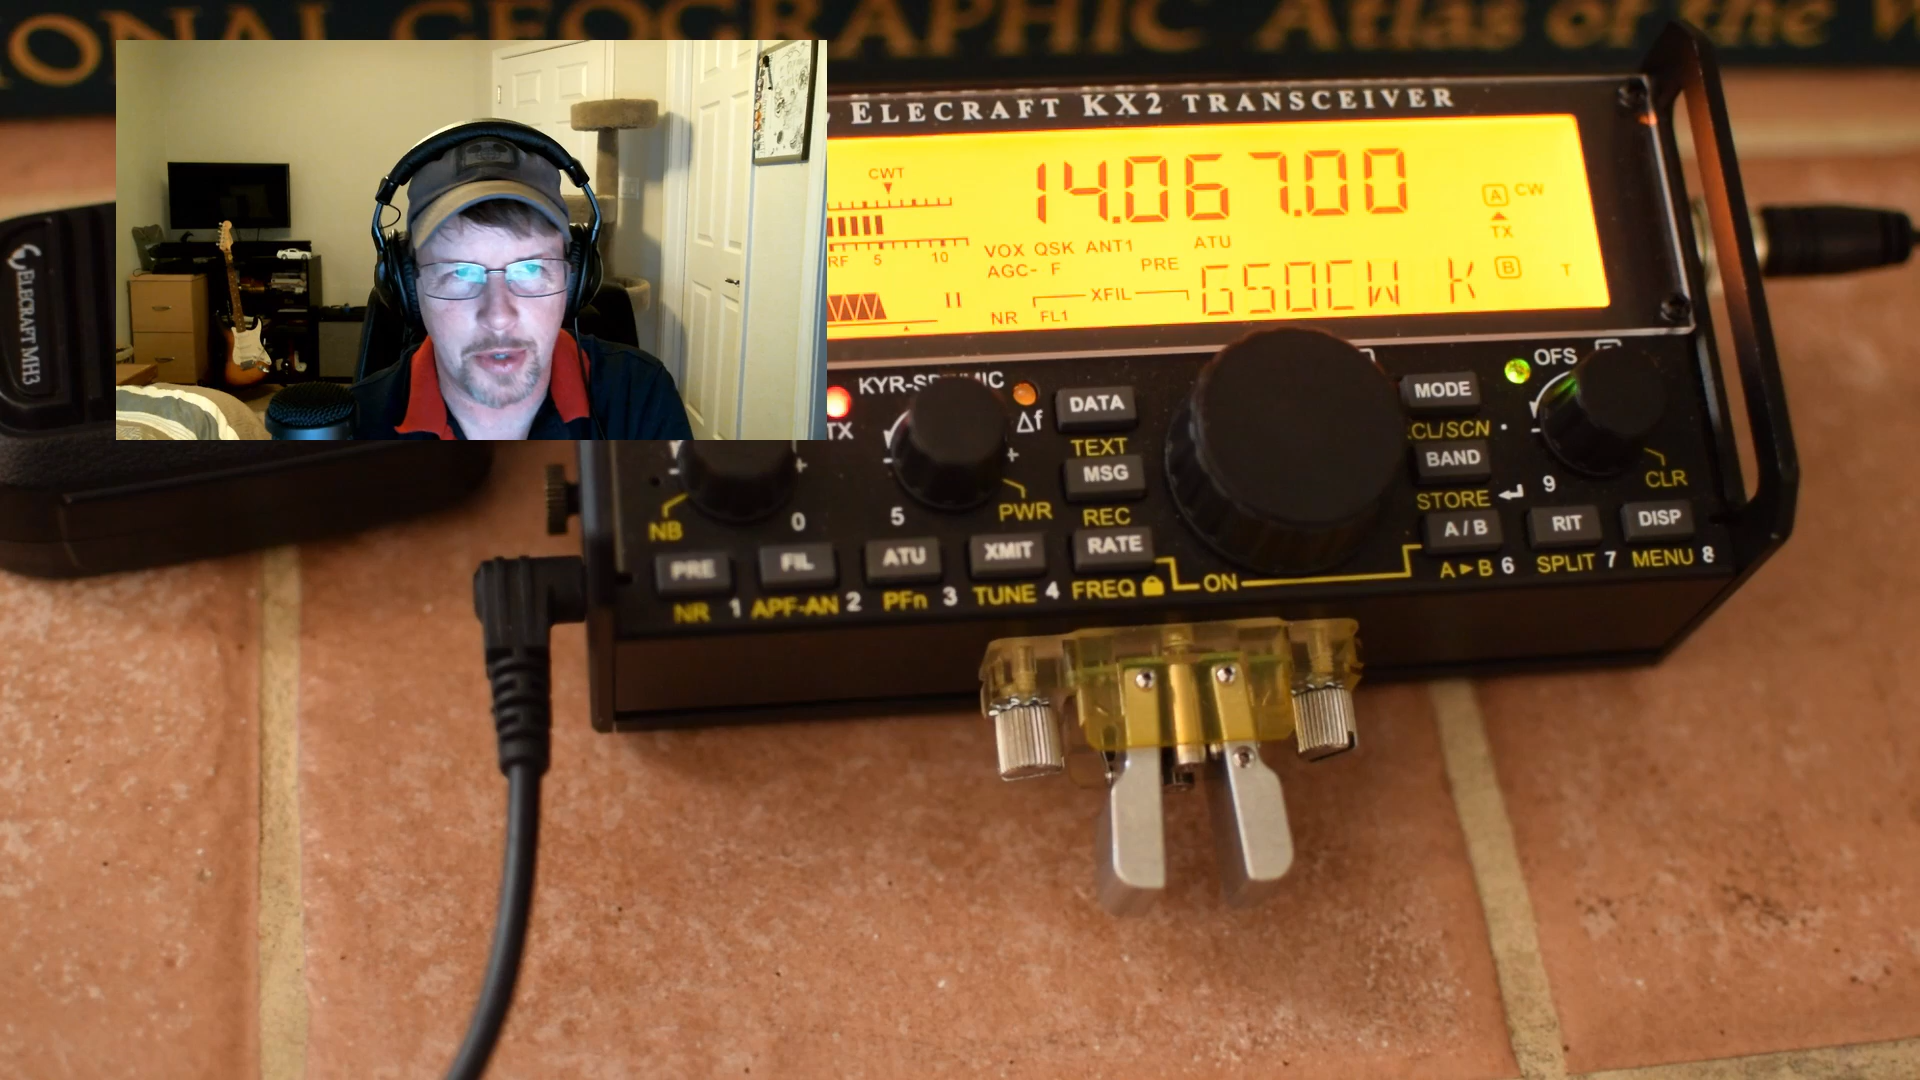 IONAL GEOGRAPHIC Atlas of the W
ELECRAFT KX2 TRANSCEIVER
CWT
14.067.00
A CW
TX
VOX QSK ANT1 ATU
RF 5 10
AGC- F PRE
B T
XFIL
G50CW K
NR FL1
ELECRAFT MH3
KYR-SP/MIC
TX
Δf
DATA
MODE
OFS
TEXT
CL/SCN
MSG
BAND
CLR
NB 0 5 PWR
REC
STORE 9
PRE FIL ATU XMIT RATE A / B RIT DISP
NR 1 APF-AN 2 PFn 3 TUNE 4 FREQ ON A►B 6 SPLIT 7 MENU 8